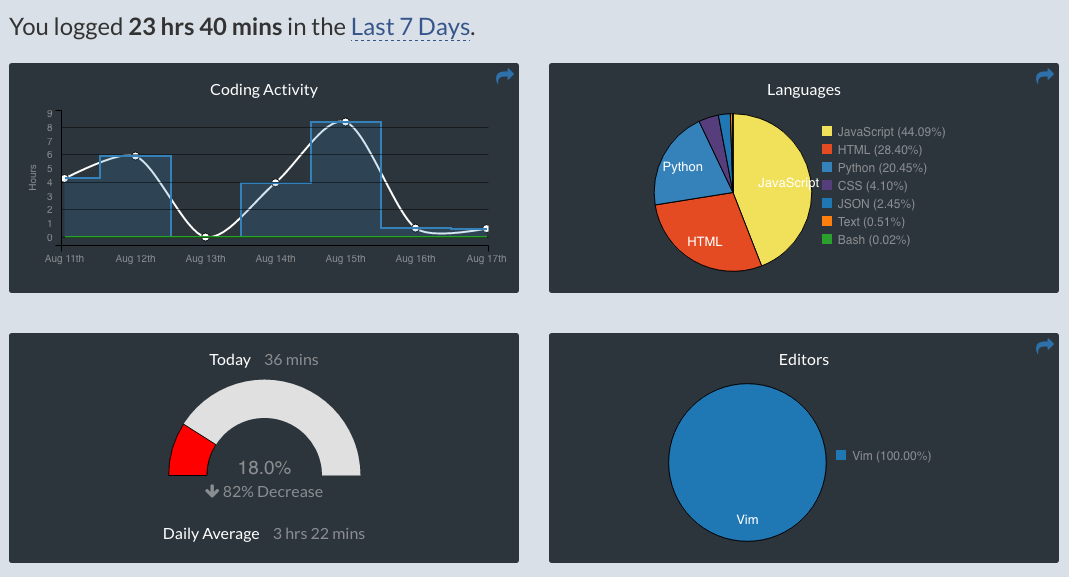 You logged 23 hrs 40 mins in the Last 7 Days.
Coding Activity
Hours
9
8
7
6
5
4
3
2
1
0
Aug 11th
Aug 12th
Aug 13th
Aug 14th
Aug 15th
Aug 16th
Aug 17th
Languages
Python
JavaScript
HTML
JavaScript (44.09%)
HTML (28.40%)
Python (20.45%)
CSS (4.10%)
JSON (2.45%)
Text (0.51%)
Bash (0.02%)
Today 36 mins
18.0%
82% Decrease
Daily Average 3 hrs 22 mins
Editors
Vim
Vim (100.00%)